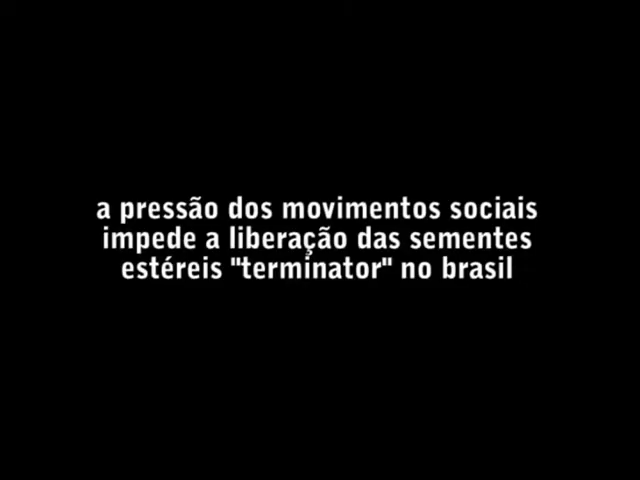 a pressão dos movimentos sociais
impede a liberação das sementes
estéreis "terminator" no brasil